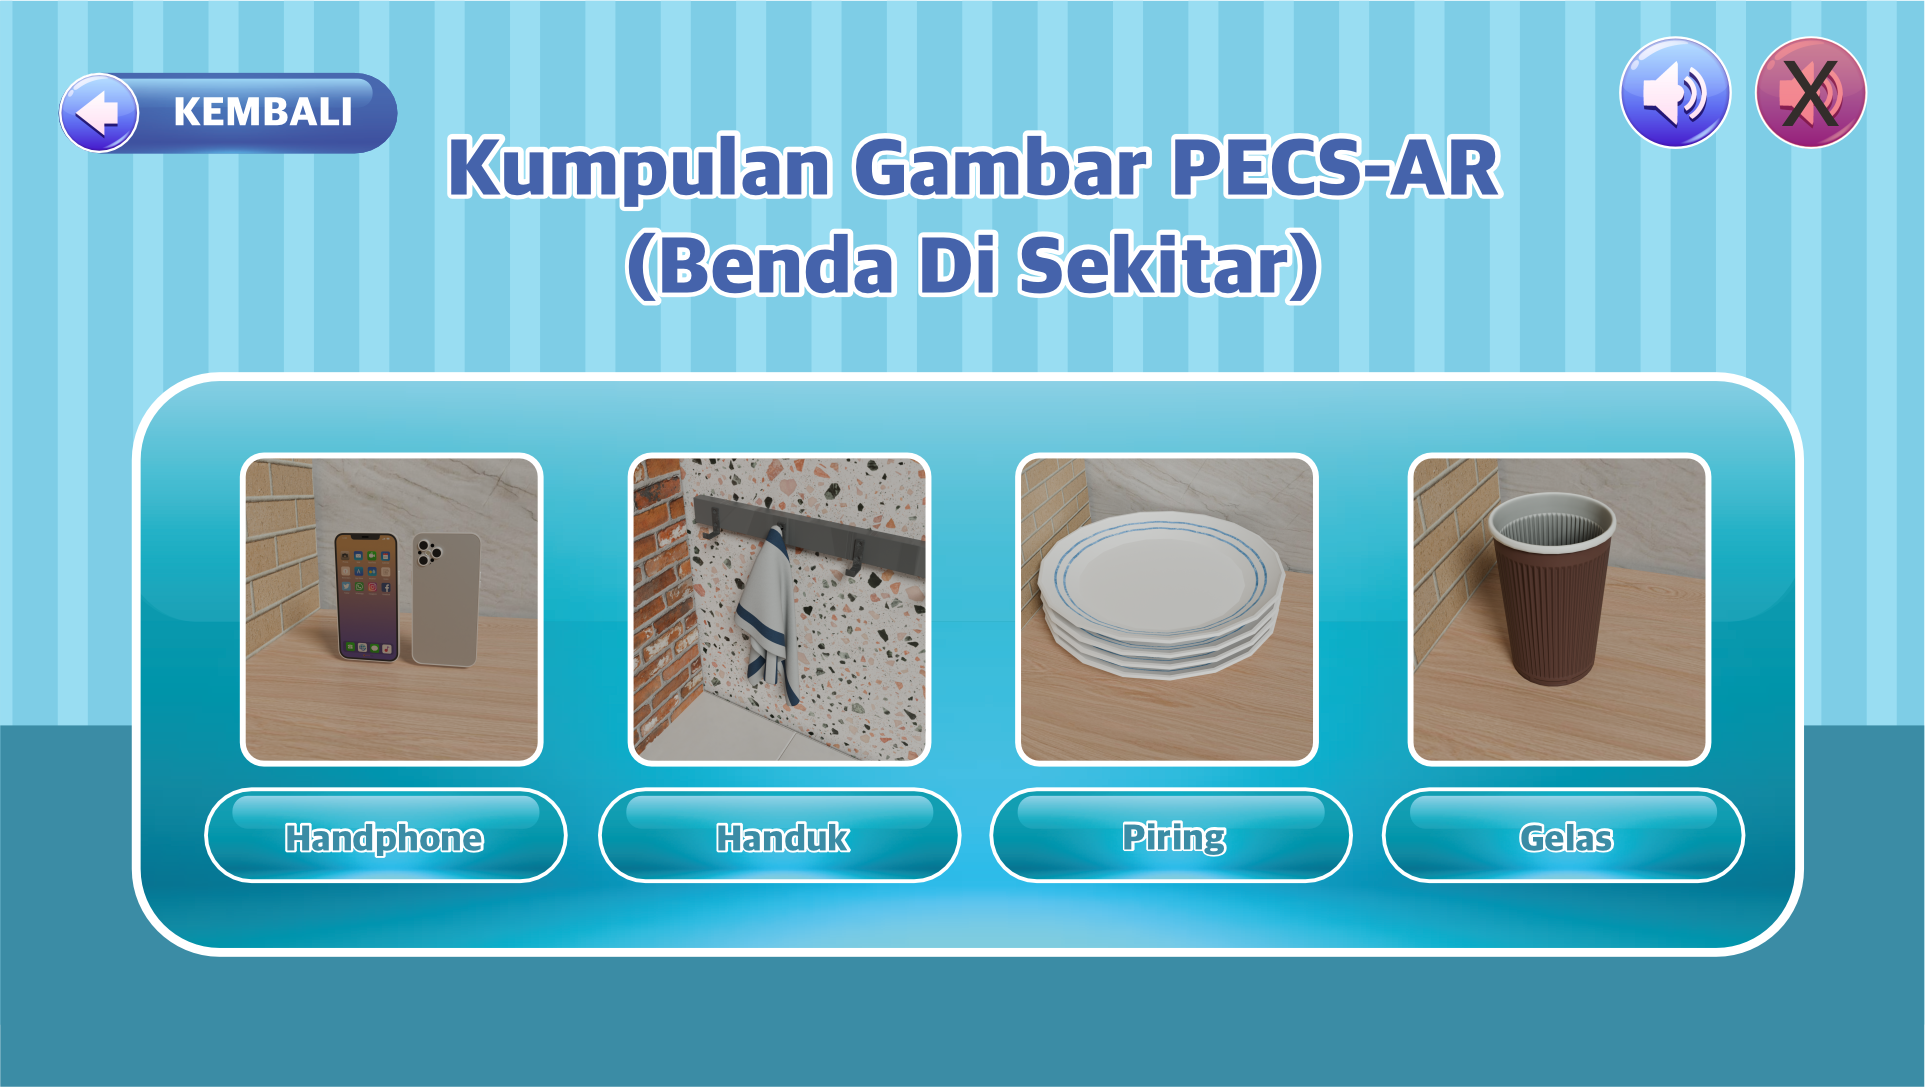 KEMBALI
Kumpulan Gambar PECS-AR
(Benda Di Sekitar)
Handphone
Handuk
Piring
Gelas